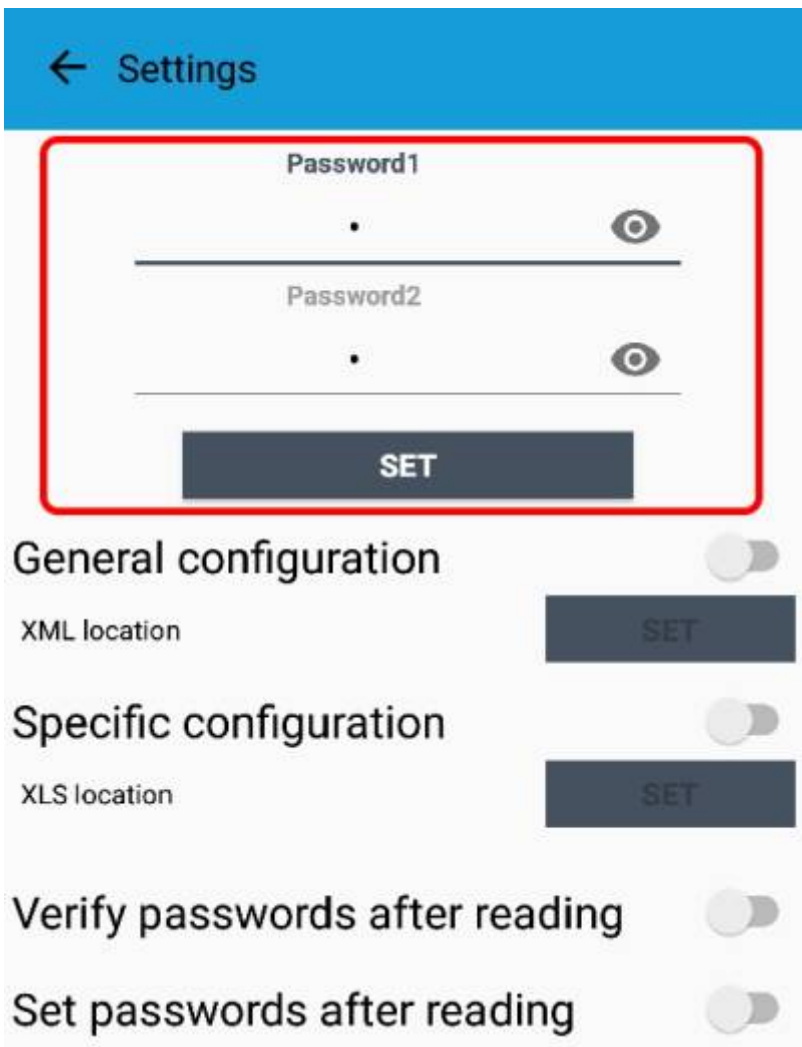 Settings
Password1
•
Password2
•
SET
General configuration
XML location
SET
Specific configuration
XLS location
SET
Verify passwords after reading
Set passwords after reading